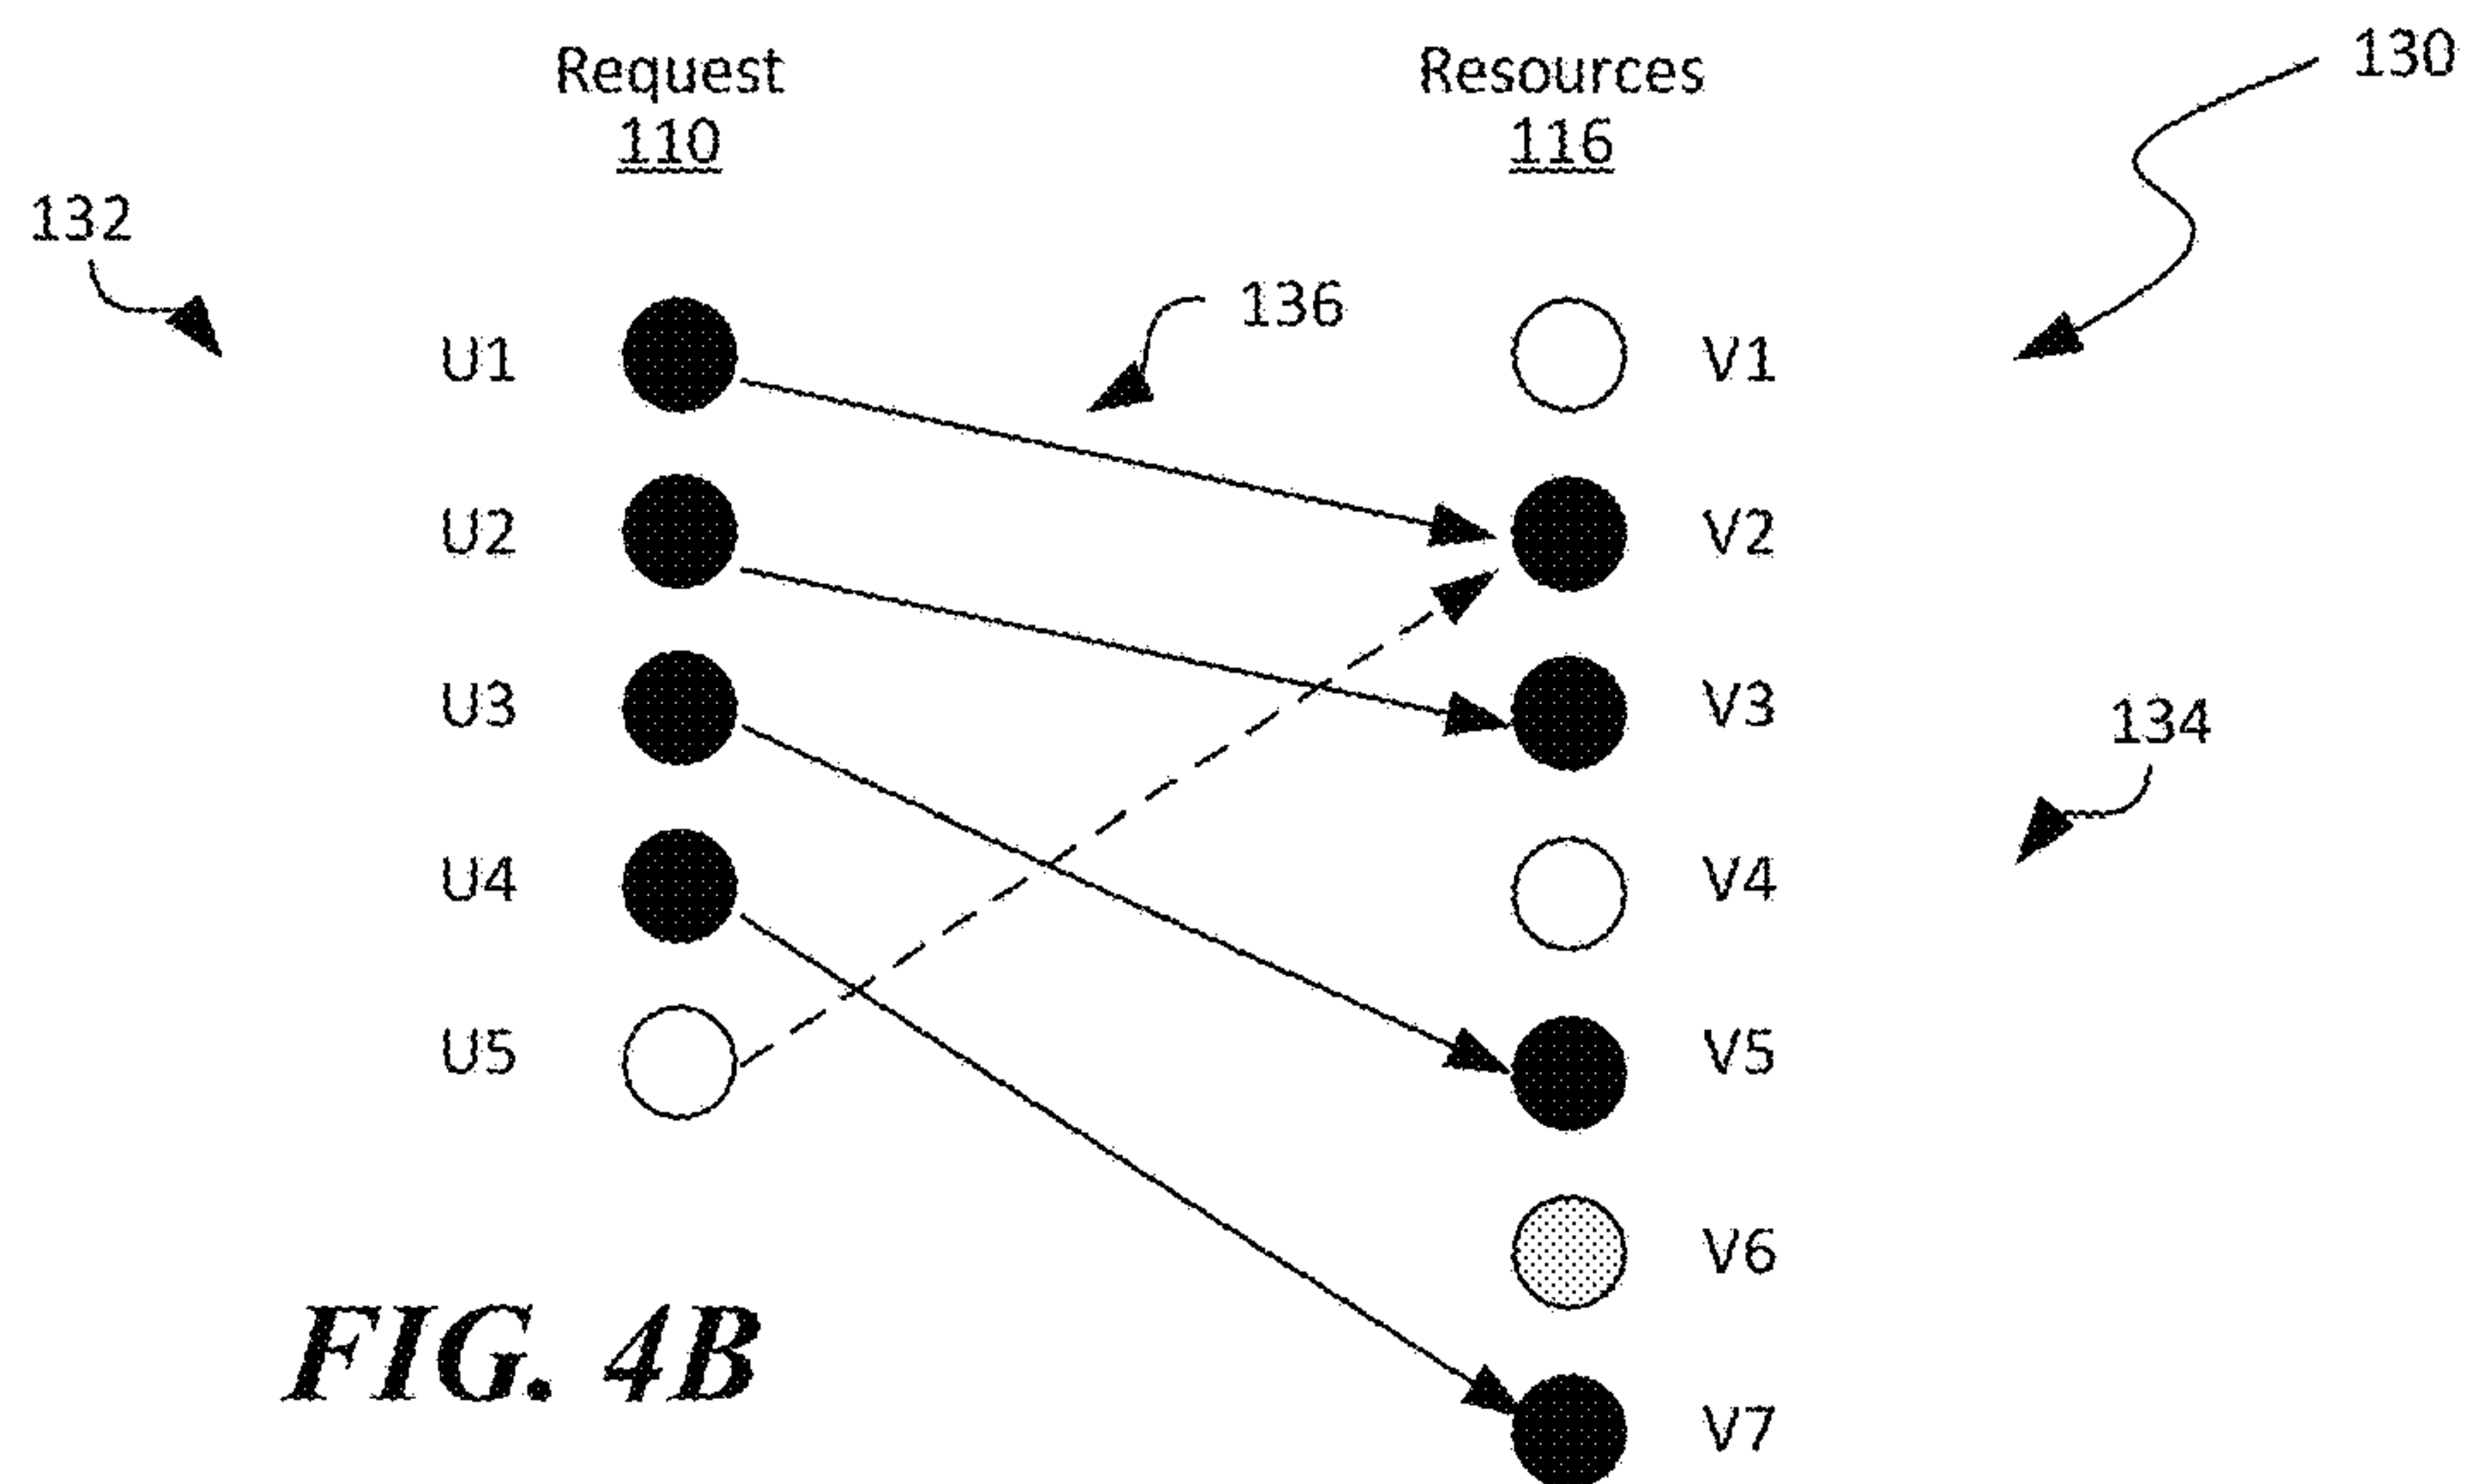 Request Resources 130
110 116
132
136
U1 V1
U2 V2
U3 V3
134
U4 V4
U5 V5
V6
FIG. 4B
V7